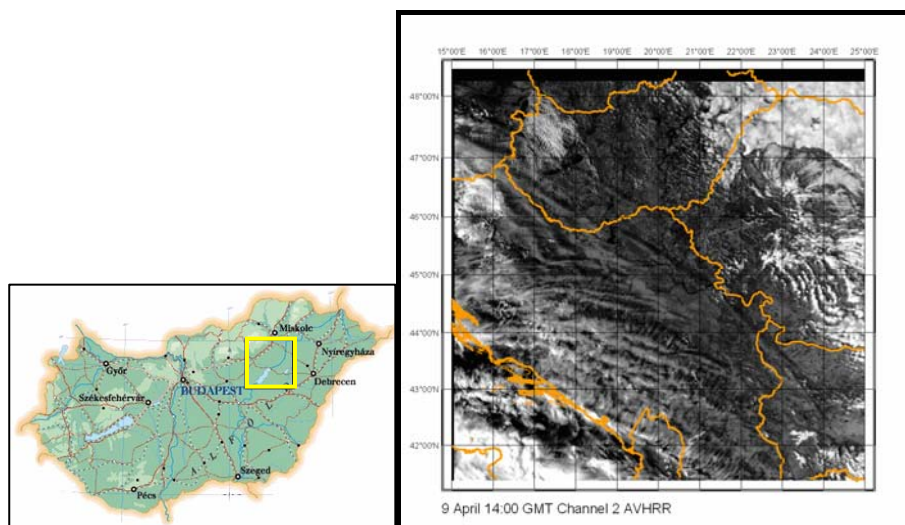 Miskolc
Nyíregyháza
Győr
BUDAPEST
Debrecen
Székesfehérvár
A L F Ö L D
Szeged
Pécs
15°00'E 16°00'E 17°00'E 18°00'E 19°00'E 20°00'E 21°00'E 22°00'E 23°00'E 24°00'E 25°00'E
48°00'N
47°00'N
46°00'N
45°00'N
44°00'N
43°00'N
42°00'N
9 April 14:00 GMT Channel 2 AVHRR